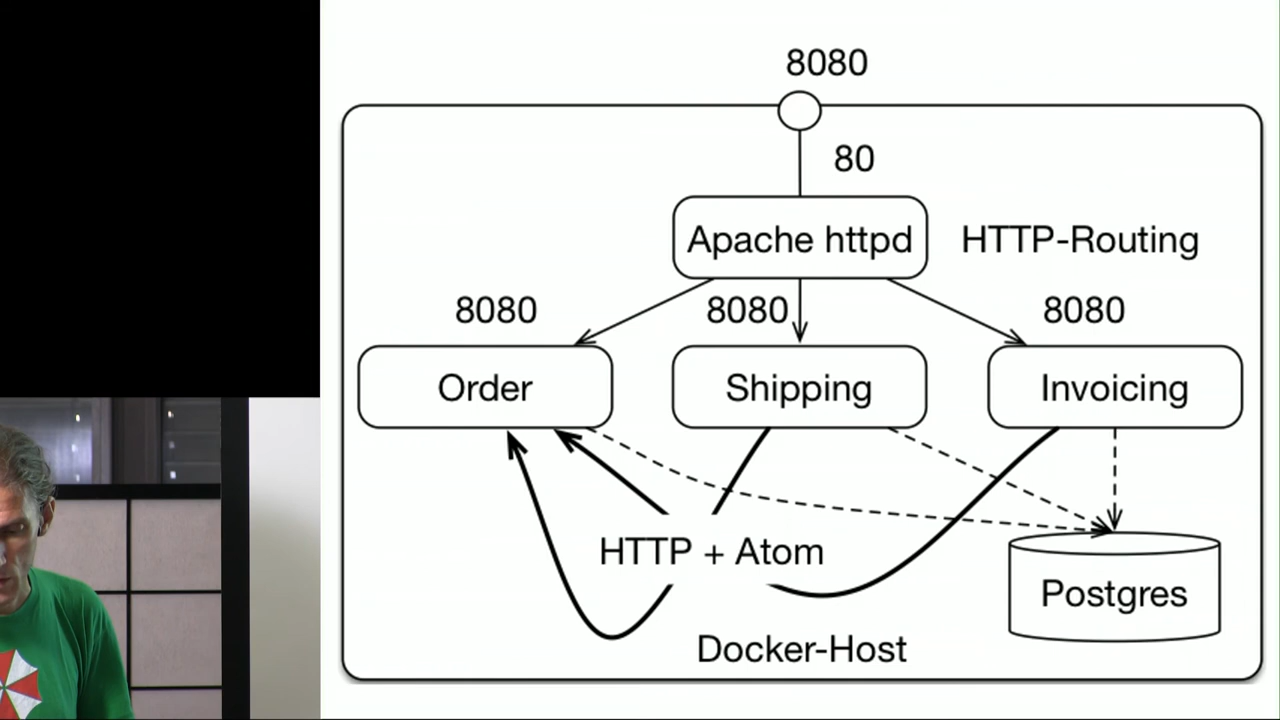 8080
80
Apache httpd
HTTP-Routing
8080
8080
8080
Order
Shipping
Invoicing
HTTP + Atom
Postgres
Docker-Host